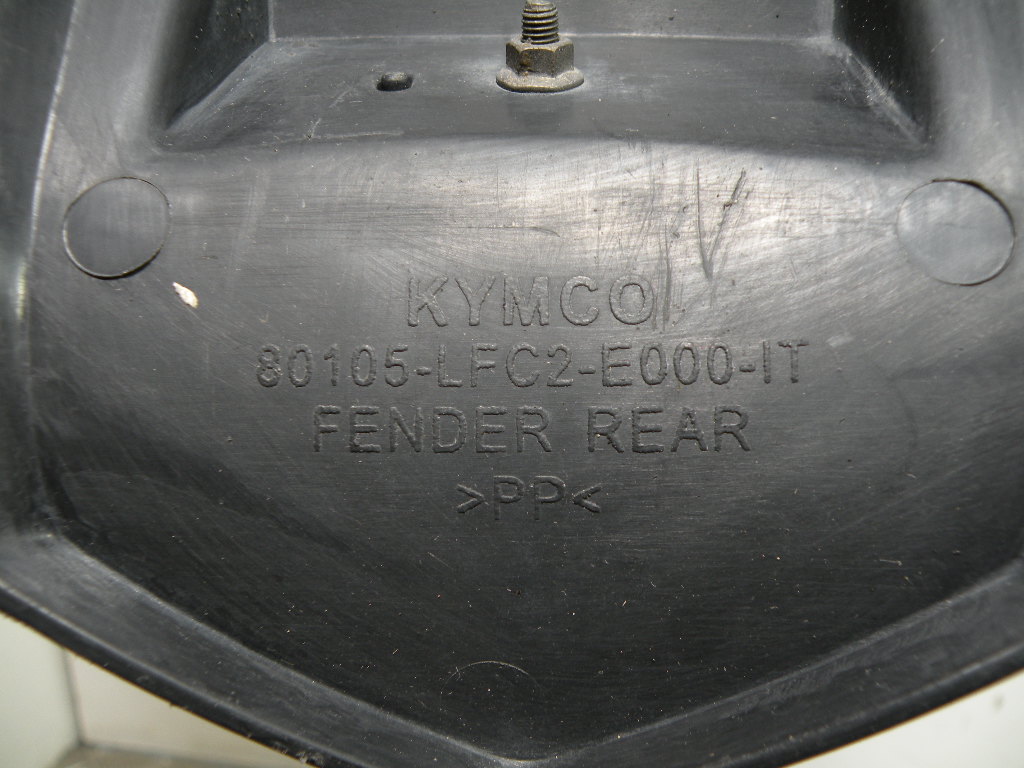 KYMCO
80105-LFC2-E000-IT
FENDER REAR
>PP<